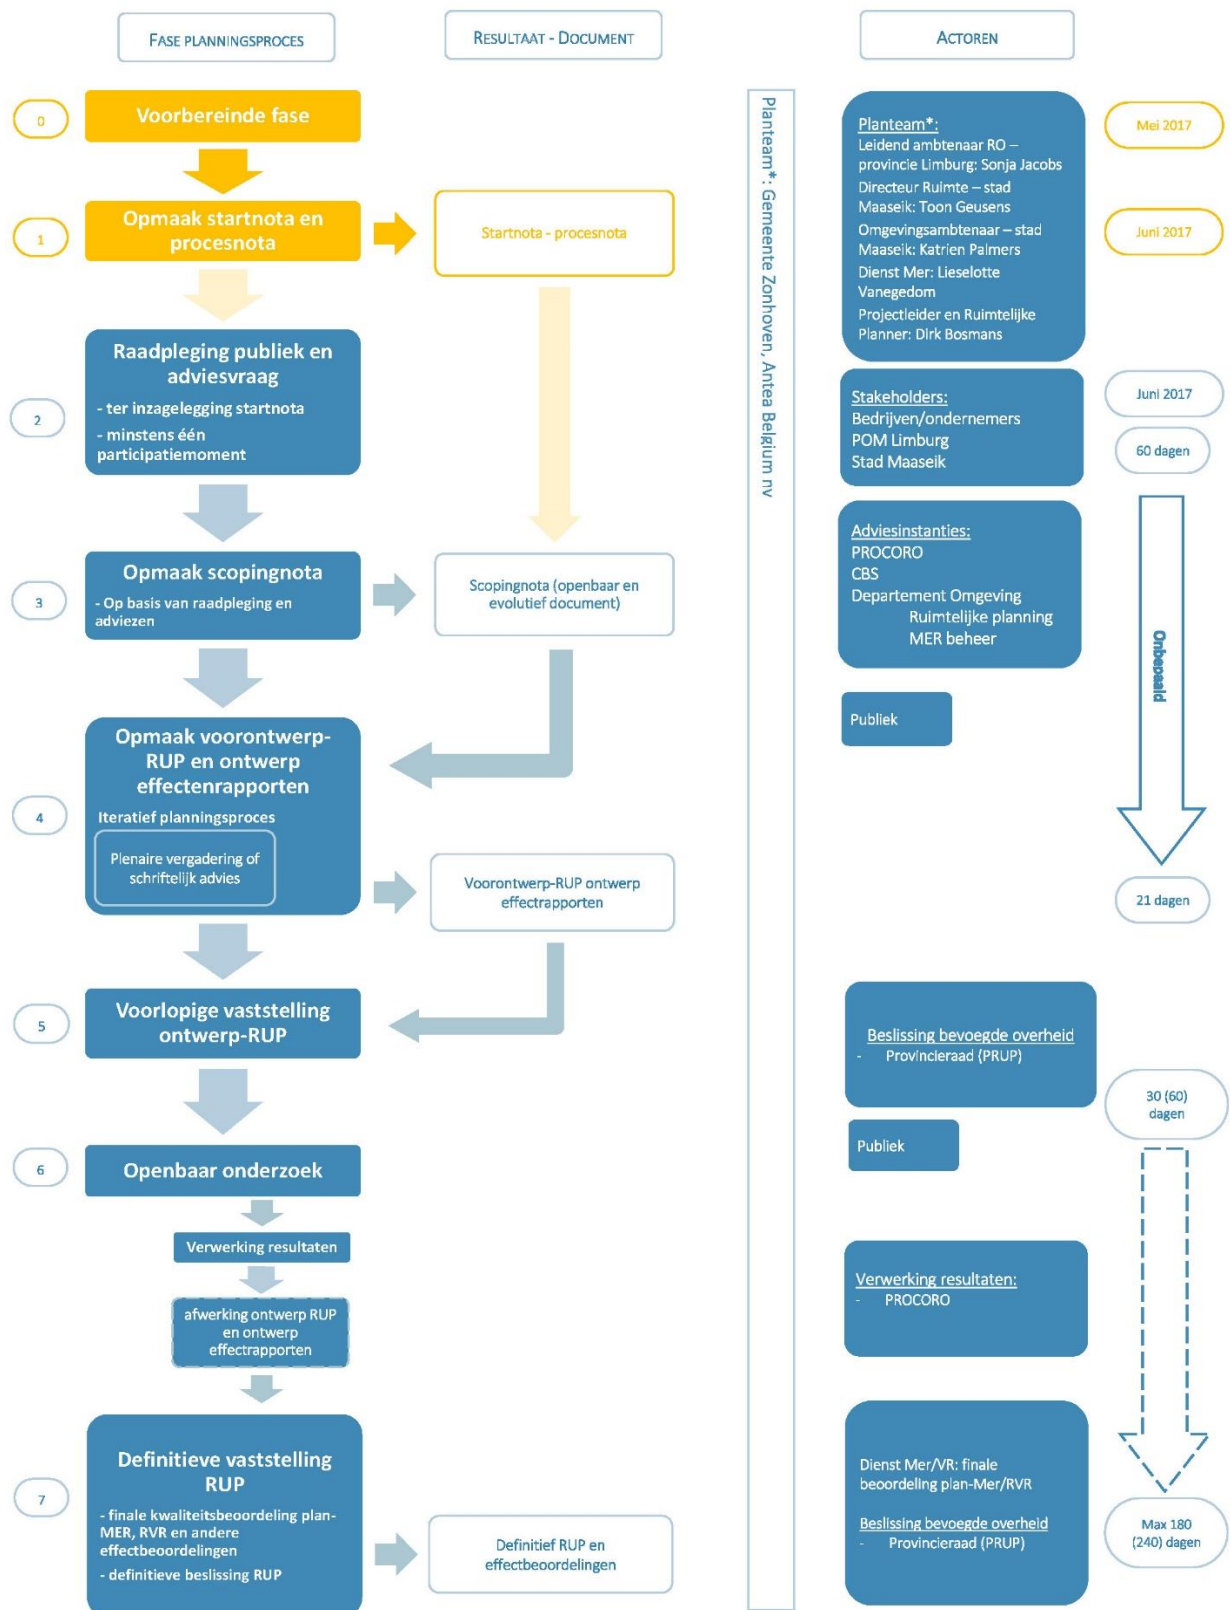 FASE PLANNINGSPROCES
RESULTAAT - DOCUMENT
ACTOREN
0
Voorbereinde fase
1
Opmaak startnota en
procesnota
Startnota - procesnota
2
Raadpleging publiek en
adviesvraag
- ter inzagelegging startnota
- minstens één
participatiemoment
3
Opmaak scopingnota
- Op basis van raadpleging en
adviezen
Scopingnota (openbaar en
evolutief document)
4
Opmaak voorontwerp-
RUP en ontwerp
effectenrapporten
Iteratief planningsproces
Plenaire vergadering of
schriftelijk advies
Voorontwerp-RUP ontwerp
effectrapporten
5
Voorlopige vaststelling
ontwerp-RUP
6
Openbaar onderzoek
Verwerking resultaten
afwerking ontwerp RUP
en ontwerp
effectrapporten
7
Definitieve vaststelling
RUP
- finale kwaliteitsbeoordeling plan-
MER, RVR en andere
effectbeoordelingen
- definitieve beslissing RUP
Definitief RUP en
effectbeoordelingen
Planteam*: Gemeente Zonhoven, Antea Belgium nv
Planteam*:
Leidend ambtenaar RO –
provincie Limburg: Sonja Jacobs
Directeur Ruimte – stad
Maaseik: Toon Geusens
Omgevingsambtenaar – stad
Maaseik: Katrien Palmers
Dienst Mer: Lieselotte
Vanegedom
Projectleider en Ruimtelijke
Planner: Dirk Bosmans
Mei 2017
Juni 2017
Stakeholders:
Bedrijven/ondernemers
POM Limburg
Stad Maaseik
Juni 2017
60 dagen
Adviesinstanties:
PROCORO
CBS
Departement Omgeving
Ruimtelijke planning
MER beheer
Publiek
Onbepaald
21 dagen
Beslissing bevoegde overheid
- Provincieraad (PRUP)
30 (60)
dagen
Publiek
Verwerking resultaten:
- PROCORO
Dienst Mer/VR: finale
beoordeling plan-Mer/RVR
Beslissing bevoegde overheid
- Provincieraad (PRUP)
Max 180
(240) dagen